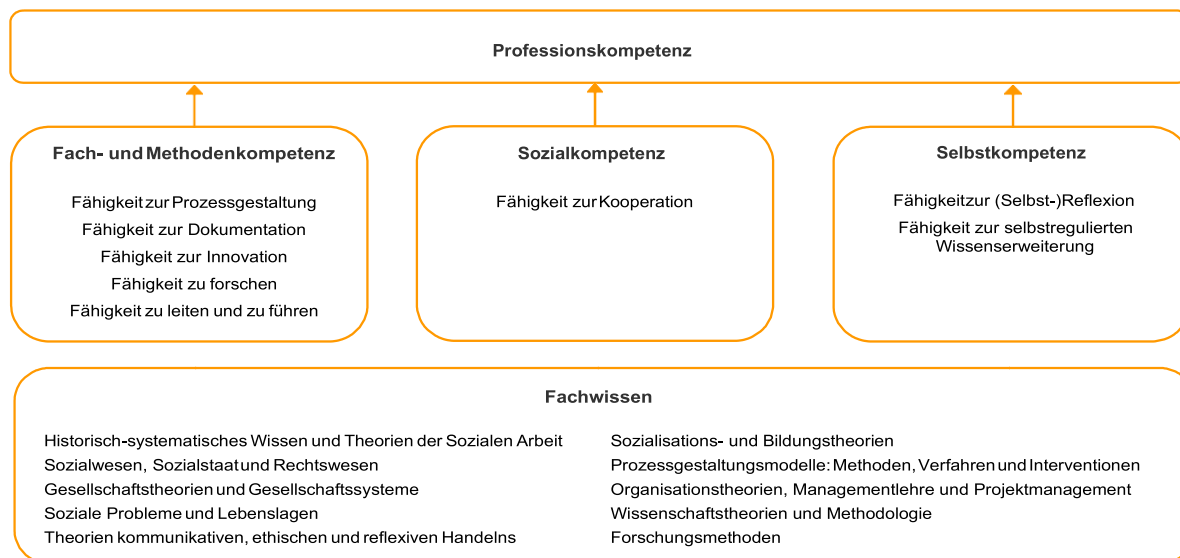 Professionskompetenz
Fach- und Methodenkompetenz
Fähigkeit zur Prozessgestaltung
Fähigkeit zur Dokumentation
Fähigkeit zur Innovation
Fähigkeit zu forschen
Fähigkeit zu leiten und zu führen
Sozialkompetenz
Fähigkeit zur Kooperation
Selbstkompetenz
Fähigkeit zur (Selbst-)Reflexion
Fähigkeit zur selbstregulierten
Wissenserweiterung
Fachwissen
Historisch-systematisches Wissen und Theorien der Sozialen Arbeit
Sozialwesen, Sozialstaat und Rechtswesen
Gesellschaftstheorien und Gesellschaftssysteme
Soziale Probleme und Lebenslagen
Theorien kommunikativen, ethischen und reflexiven Handelns
Sozialisations- und Bildungstheorien
Prozessgestaltungsmodelle: Methoden, Verfahren und Interventionen
Organisationstheorien, Managementlehre und Projektmanagement
Wissenschaftstheorien und Methodologie
Forschungsmethoden